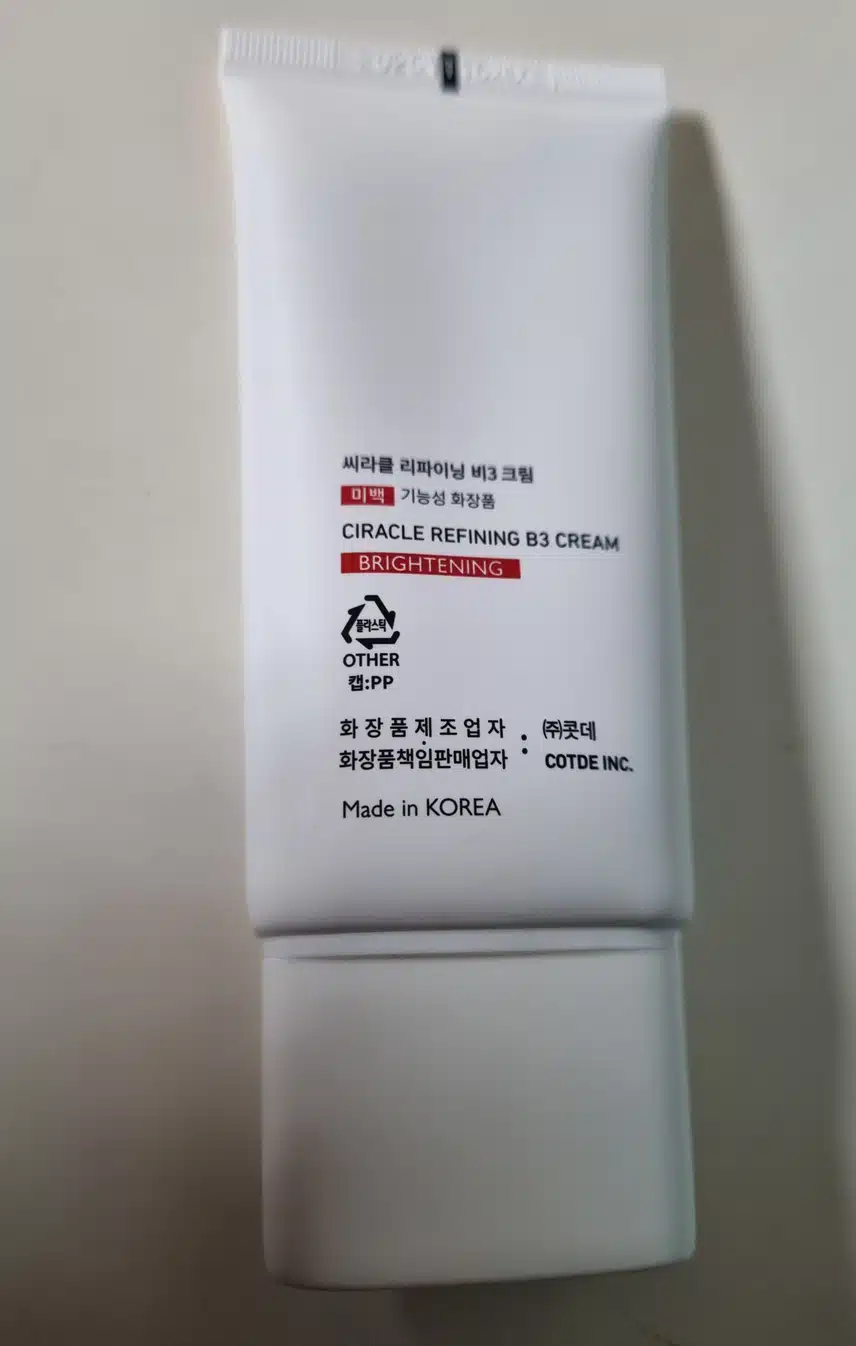 씨라클 리파이닝 비3 크림
미백 기능성 화장품
CIRACLE REFINING B3 CREAM
BRIGHTENING
플라스틱
OTHER
캡:PP
화장품제조업자 : ㈜콧데
화장품책임판매업자 COTDE INC.
Made in KOREA